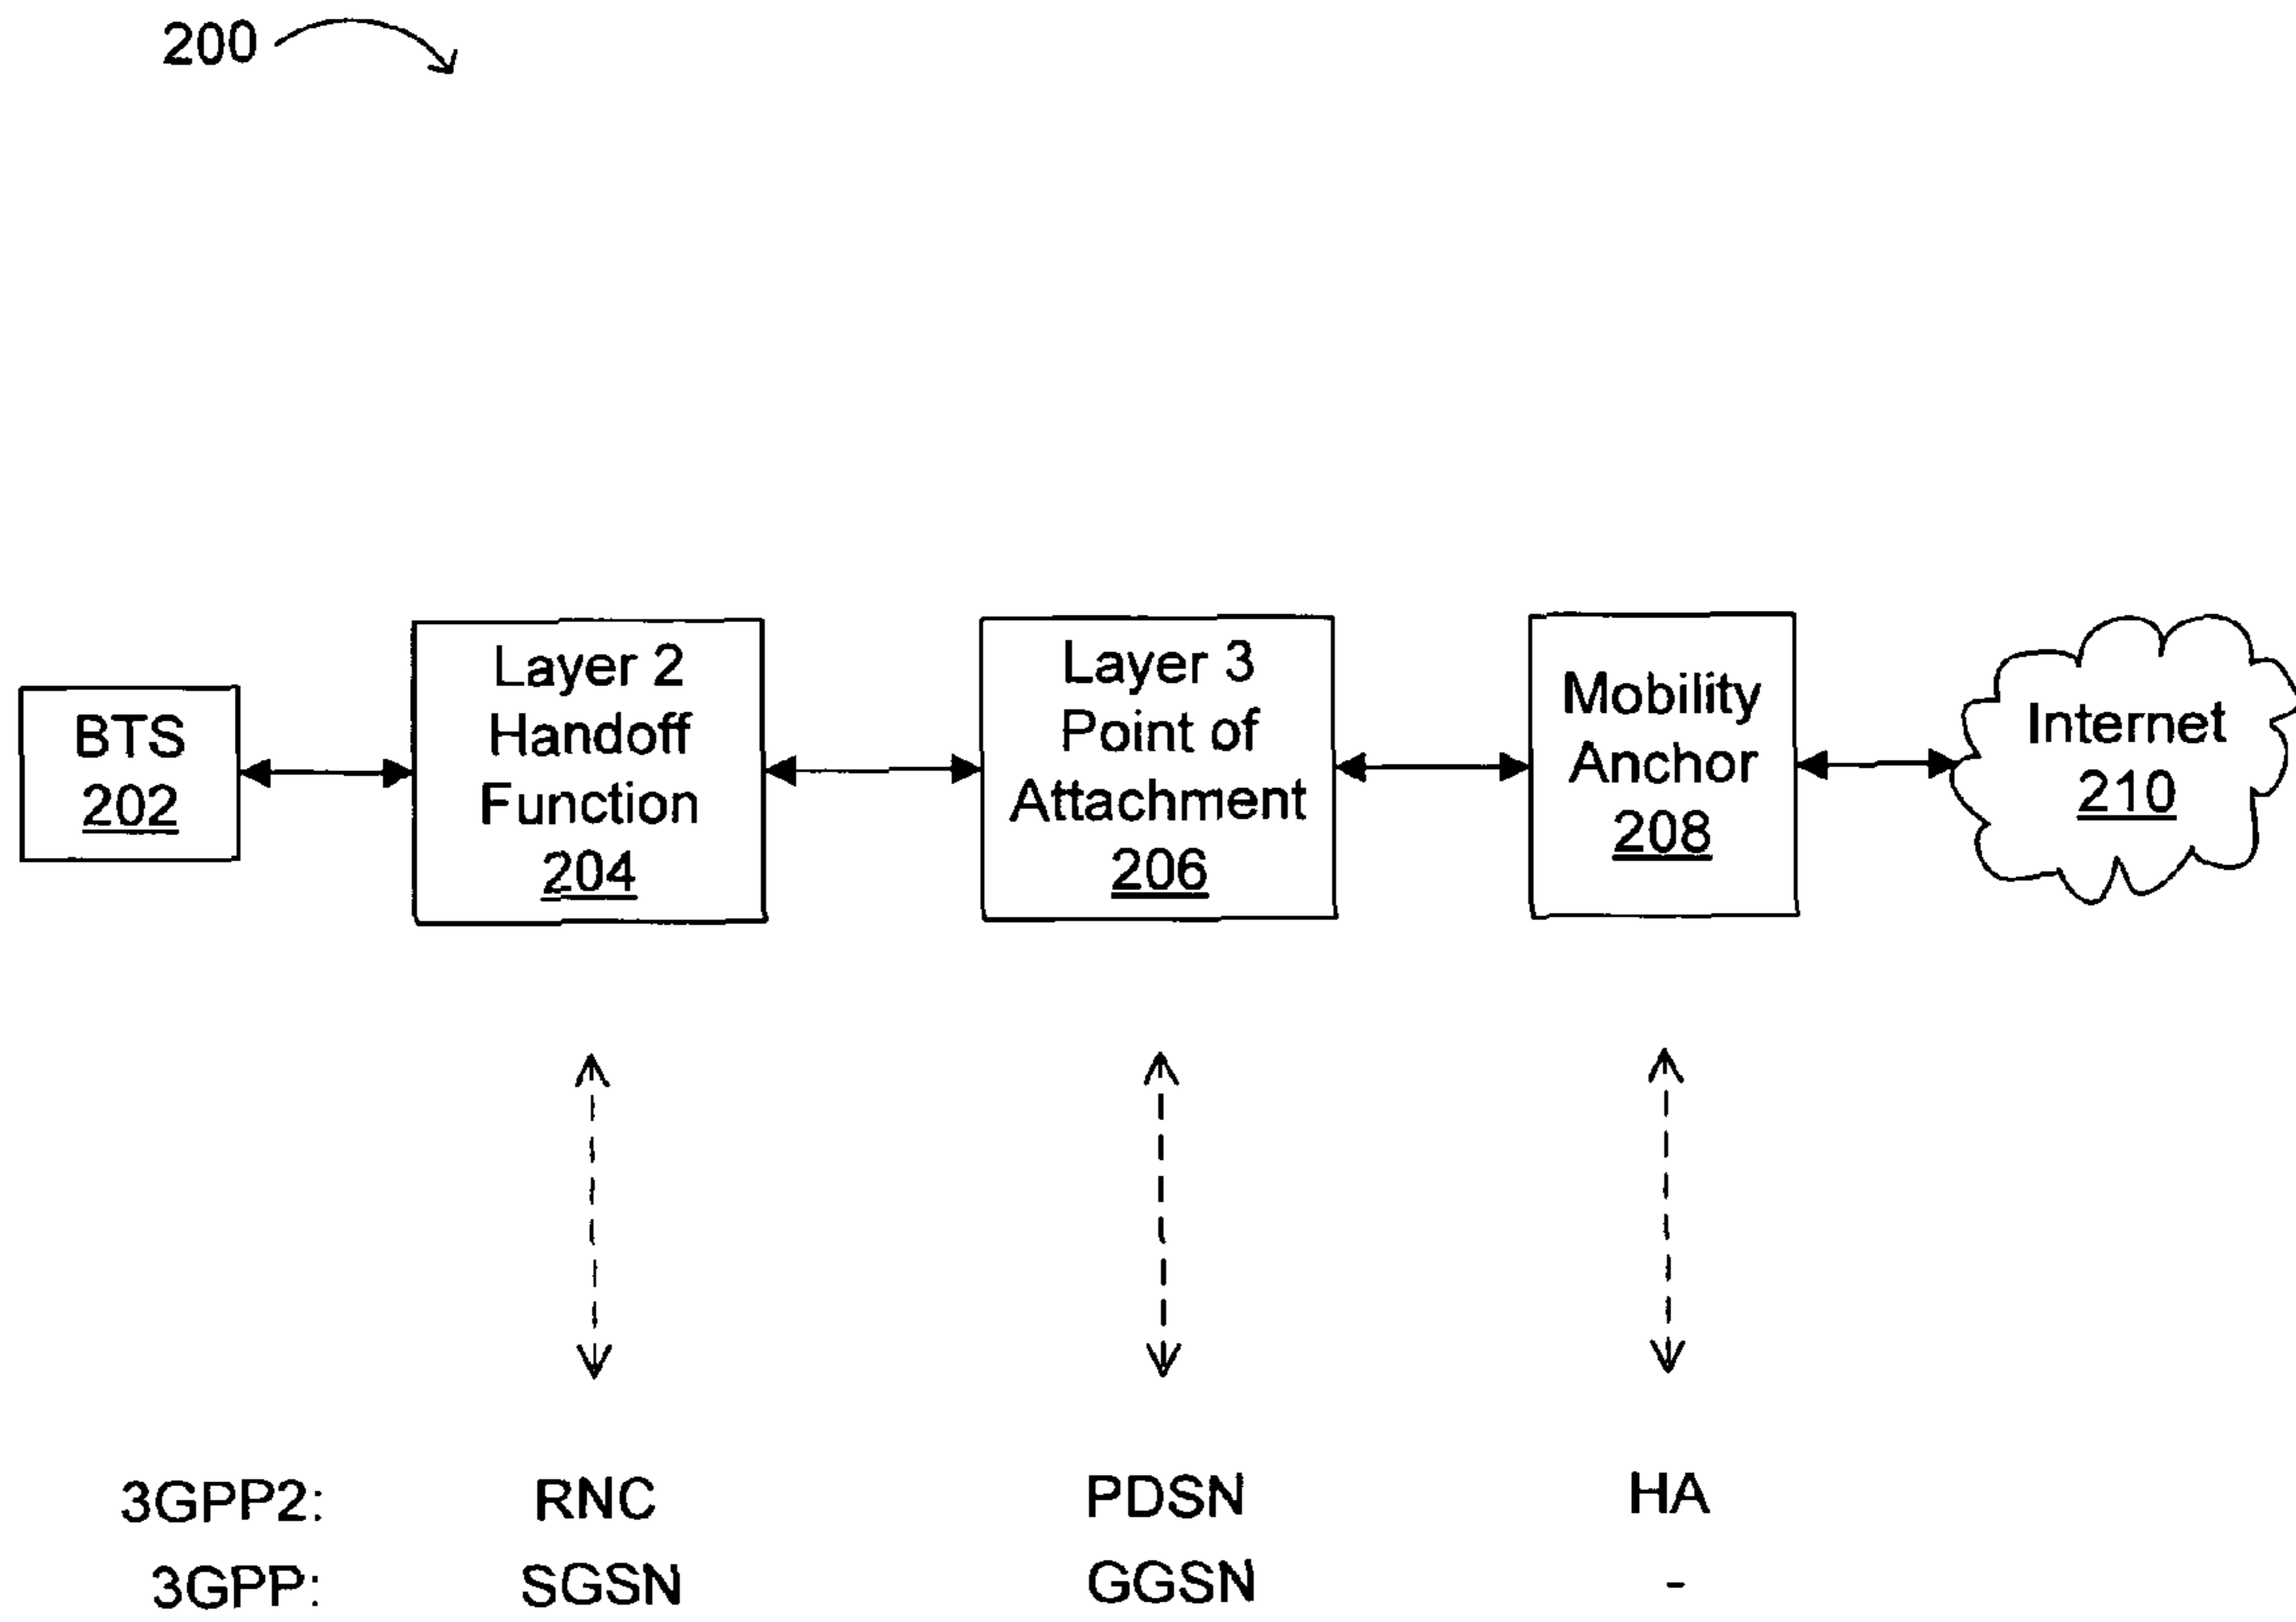 200
BTS
202
Layer 2
Handoff
Function
204
Layer 3
Point of
Attachment
206
Mobility
Anchor
208
Internet
210
3GPP2: RNC PDSN HA
3GPP: SGSN GGSN -